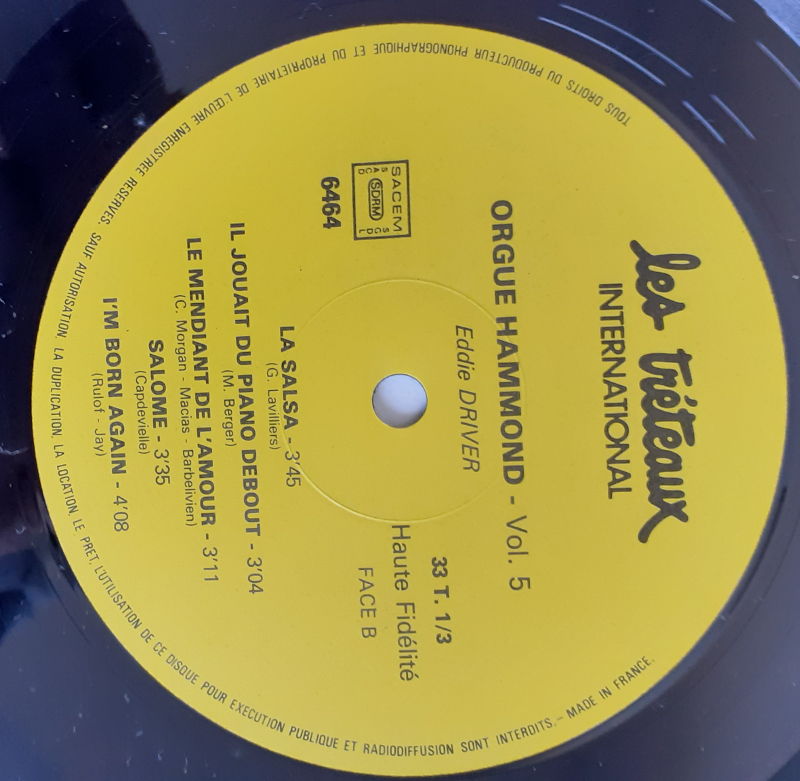 les tréteaux
INTERNATIONAL
ORGUE HAMMOND - Vol. 5
Eddie DRIVER
SACEM
SACD SDRM SGDL
6464
33 T. 1/3
Haute Fidélité
FACE B
LA SALSA - 3'45
(G. Lavilliers)
IL JOUAIT DU PIANO DEBOUT - 3'04
(M. Berger)
LE MENDIANT DE L'AMOUR - 3'11
(C. Morgan - Macias - Barbelivien)
SALOME - 3'35
(Capdevielle)
I'M BORN AGAIN - 4'08
(Rulof - Jay)
TOUS DROITS DU PRODUCTEUR PHONOGRAPHIQUE ET DU PROPRIETAIRE DE L'ŒUVRE ENREGISTREE RESERVES. SAUF AUTORISATION, LA DUPLICATION, LA LOCATION LE PRET, L'UTILISATION DE CE DISQUE POUR EXECUTION PUBLIQUE ET RADIODIFFUSION SONT INTERDITS. - MADE IN FRANCE.